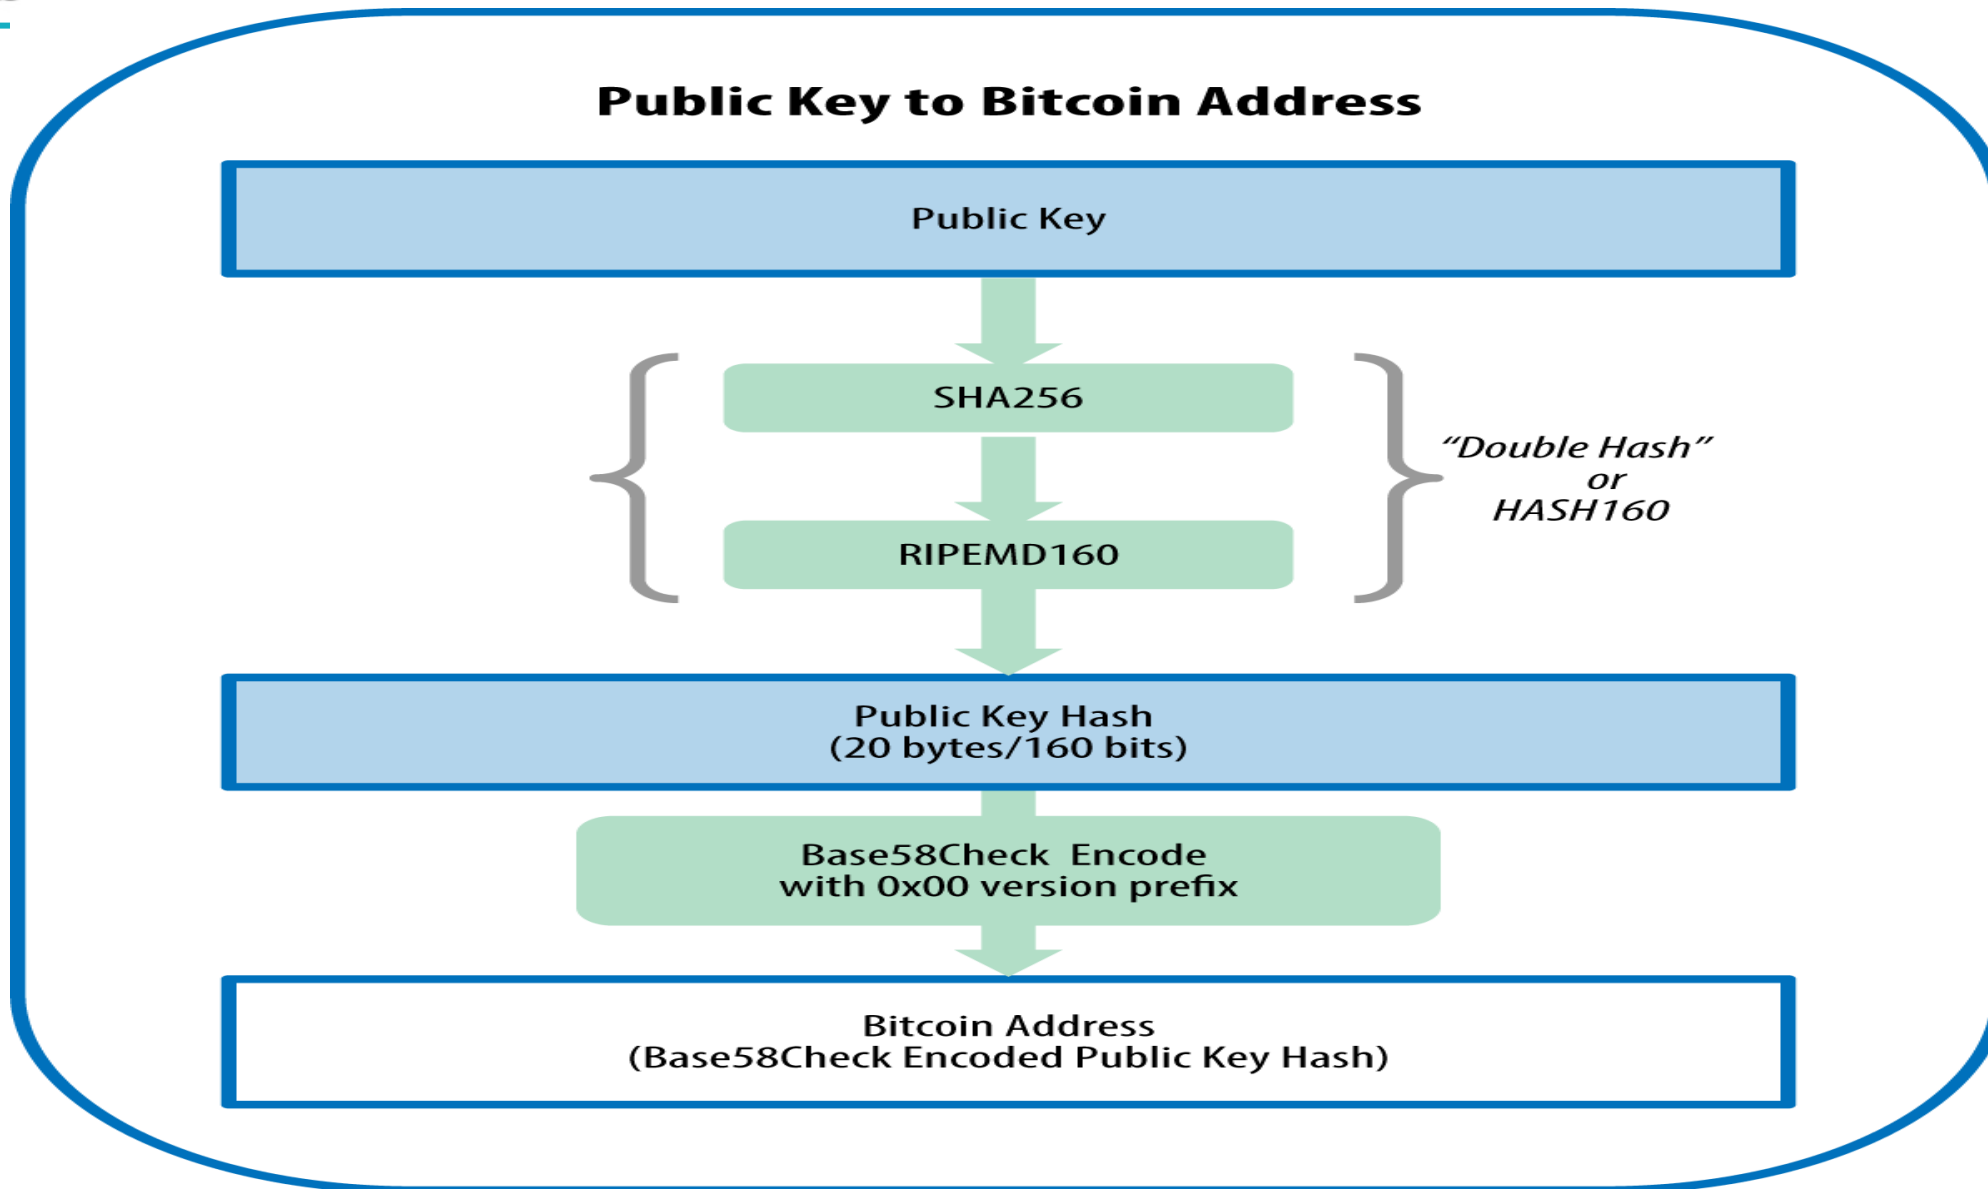 Public Key to Bitcoin Address
Public Key
SHA256
“Double Hash”
or
HASH160
RIPEMD160
Public Key Hash
(20 bytes/160 bits)
Base58Check Encode
with 0x00 version prefix
Bitcoin Address
(Base58Check Encoded Public Key Hash)